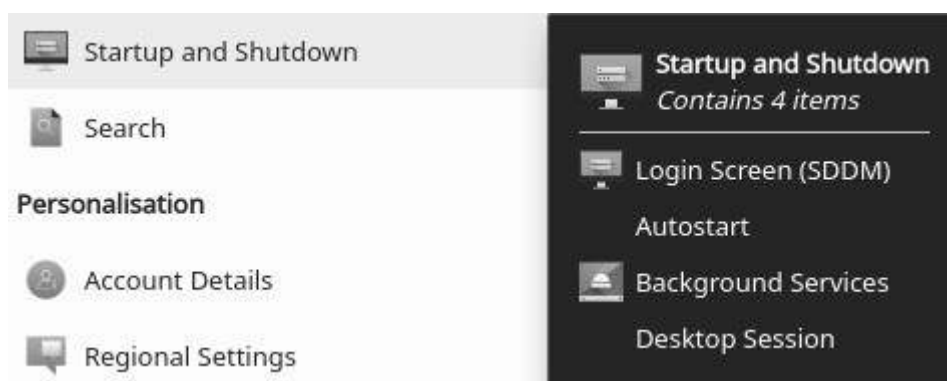 Startup and Shutdown
Search
Personalisation
Account Details
Regional Settings
Startup and Shutdown
Contains 4 items
Login Screen (SDDM)
Autostart
Background Services
Desktop Session